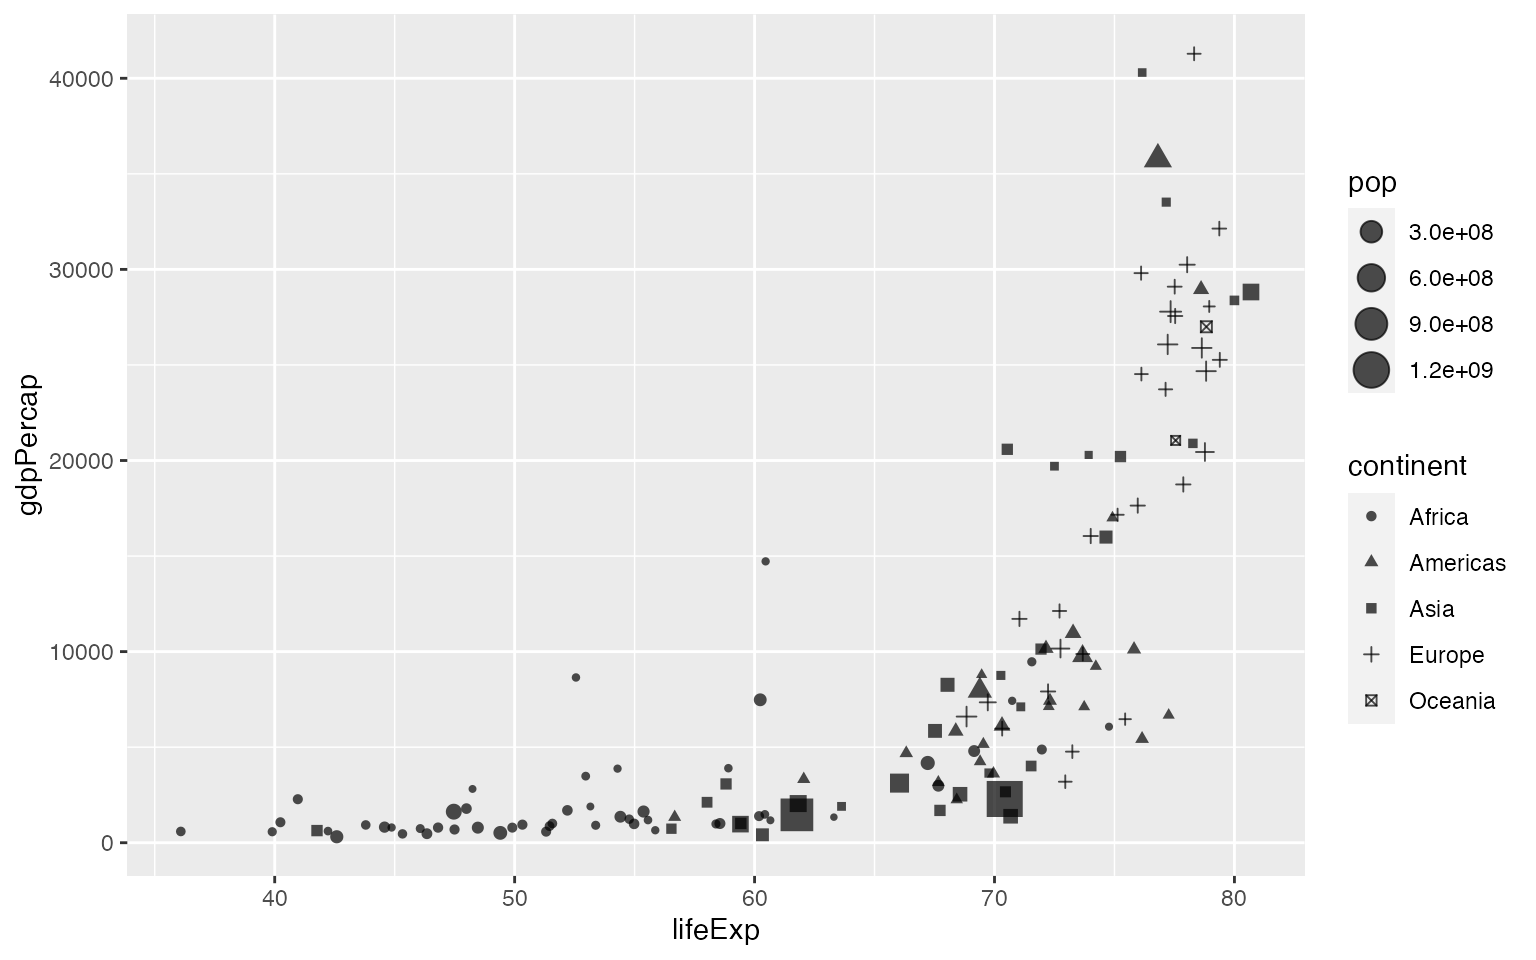 40000
30000
20000
10000
0
gdpPercap
40
50
60
70
80
lifeExp
pop
3.0e+08
6.0e+08
9.0e+08
1.2e+09
continent
Africa
Americas
Asia
Europe
Oceania